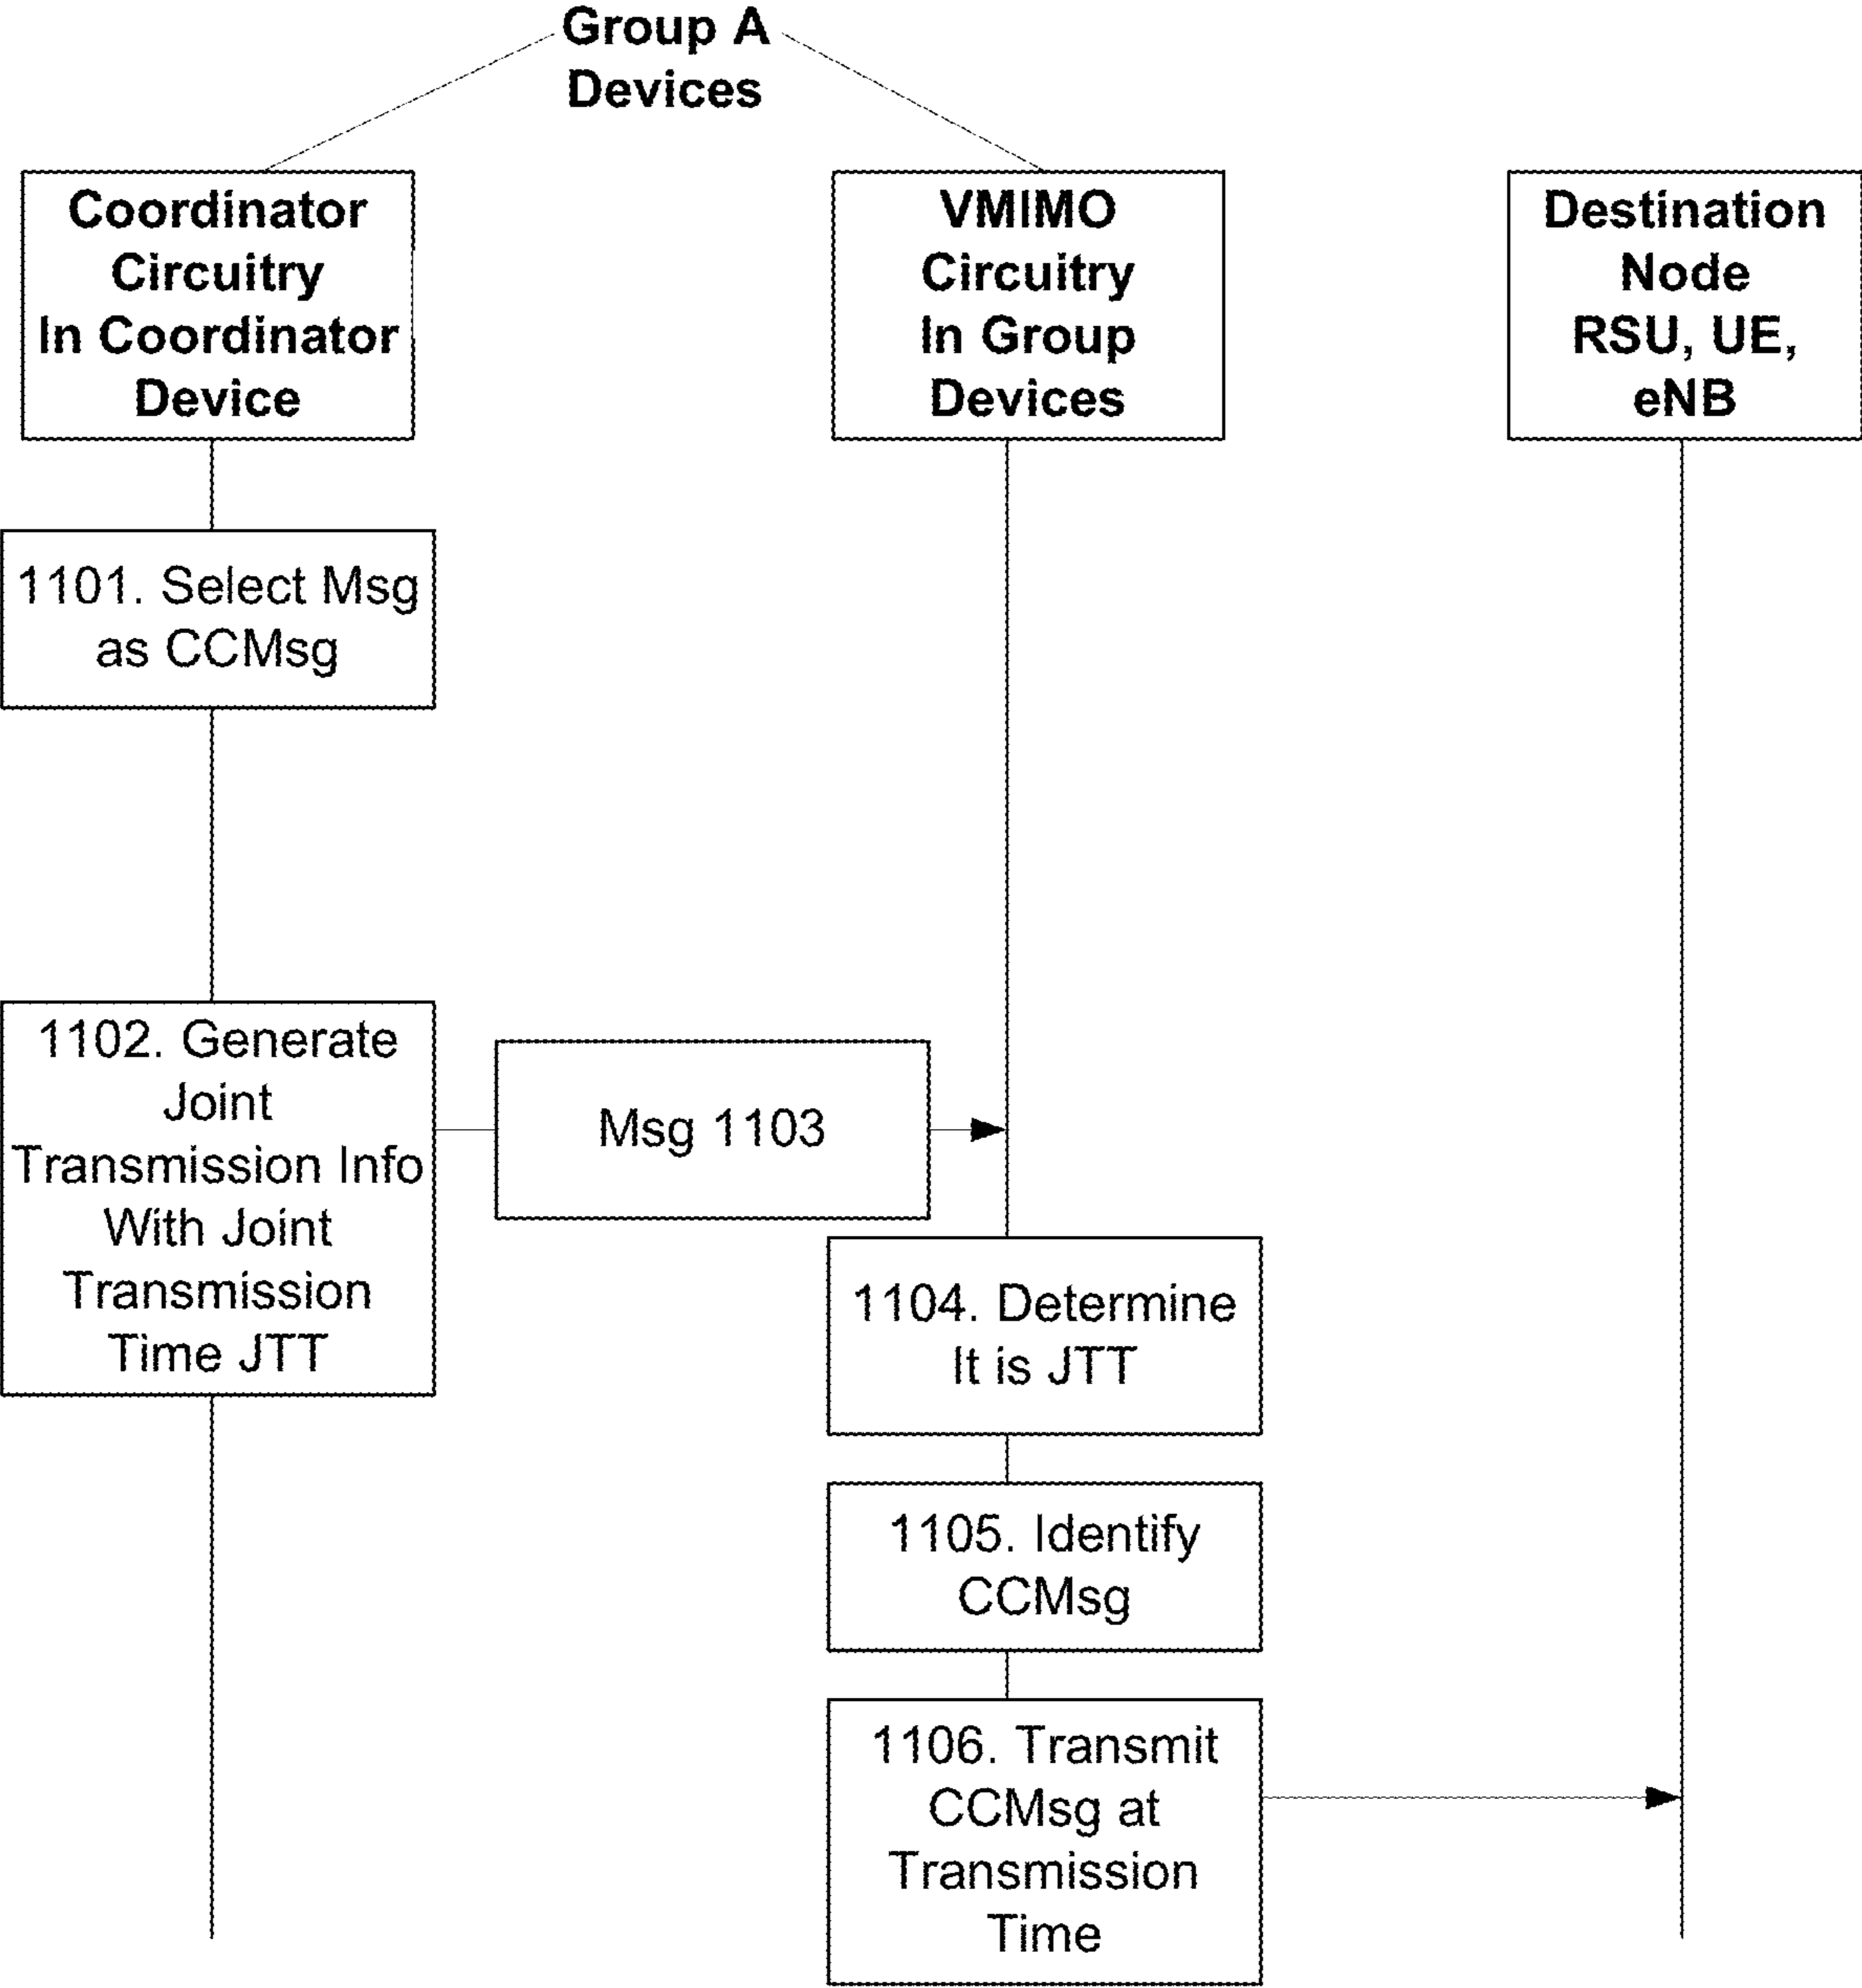 Group A
Devices
Coordinator
Circuitry
In Coordinator
Device
VMIMO
Circuitry
In Group
Devices
Destination
Node
RSU, UE,
eNB
1101. Select Msg
as CCMsg
1102. Generate
Joint
Transmission Info
With Joint
Transmission
Time JTT
Msg 1103
1104. Determine
It is JTT
1105. Identify
CCMsg
1106. Transmit
CCMsg at
Transmission
Time